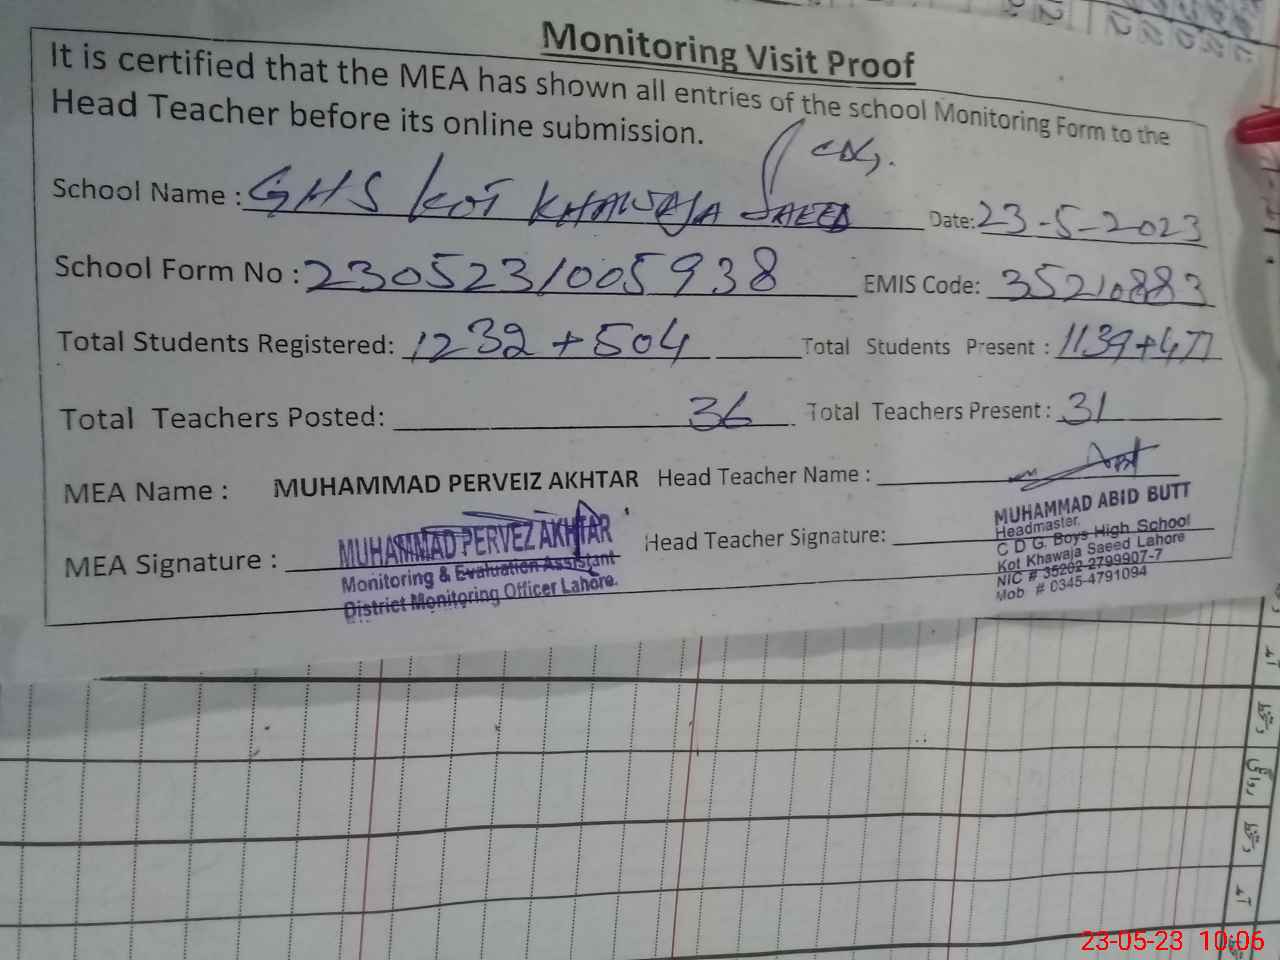 Monitoring Visit Proof
It is certified that the MEA has shown all entries of the school Monitoring Form to the
Head Teacher before its online submission.
School Name : GHS KOT KHAWAJA SAEED Date: 23-5-2023
School Form No : 2305231005938 EMIS Code: 35210883
Total Students Registered: 1232 + 504 Total Students Present : 1139+477
Total Teachers Posted: 36 Total Teachers Present : 31
MEA Name : MUHAMMAD PERVEIZ AKHTAR Head Teacher Name :
MEA Signature : Head Teacher Signature:
MUHAMMAD PERVEZ AKHTAR
Monitoring & Evaluation Assistant
District Monitoring Officer Lahore.
MUHAMMAD ABID BUTT
Headmaster,
C D G. Boys High School
Kot Khawaja Saeed Lahore
NIC # 35202-2799907-7
Mob # 0345-4791094
دستخط
روانگی
دستخط
آمد
23-05-23 10:06